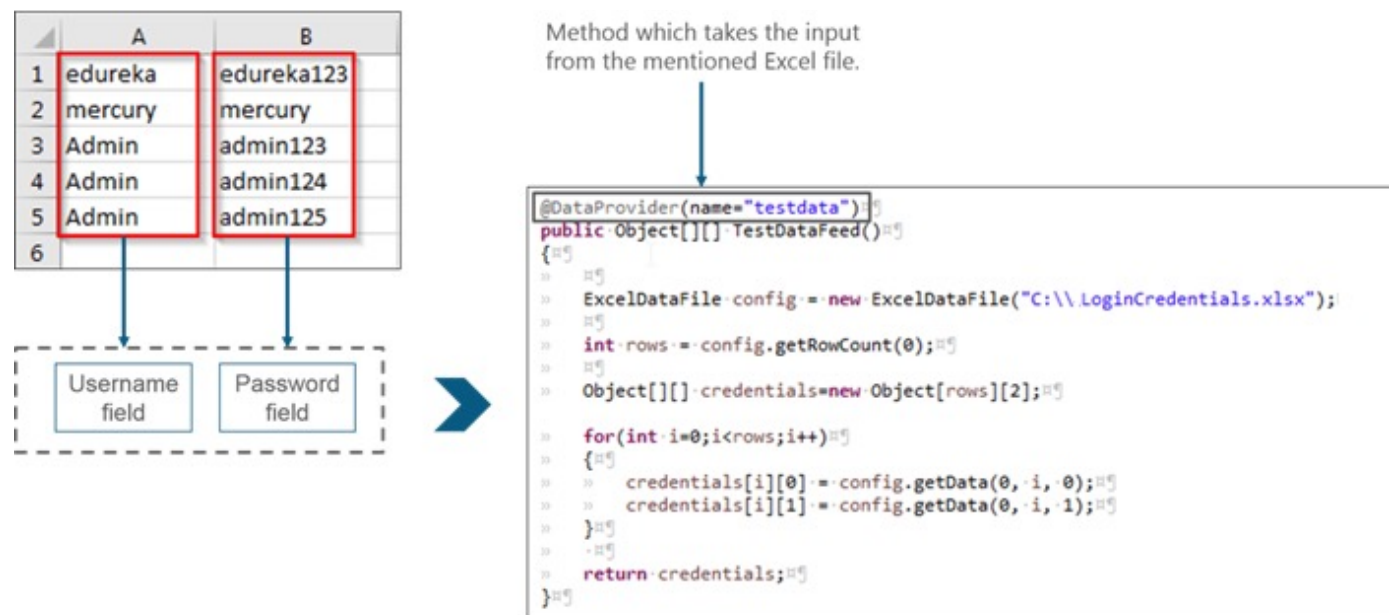 A B
1 edureka edureka123
2 mercury mercury
3 Admin admin123
4 Admin admin124
5 Admin admin125
6
Username
field
Password
field
Method which takes the input
from the mentioned Excel file.
@DataProvider(name="testdata")
public Object[][] TestDataFeed()
{
ExcelDataFile config = new ExcelDataFile("C:\\ LoginCredentials.xlsx");
int rows = config.getRowCount(0);
Object[][] credentials=new Object[rows][2];
for(int i=0;i<rows;i++)
{
credentials[i][0] = config.getData(0, i, 0);
credentials[i][1] = config.getData(0, i, 1);
}
return credentials;
}